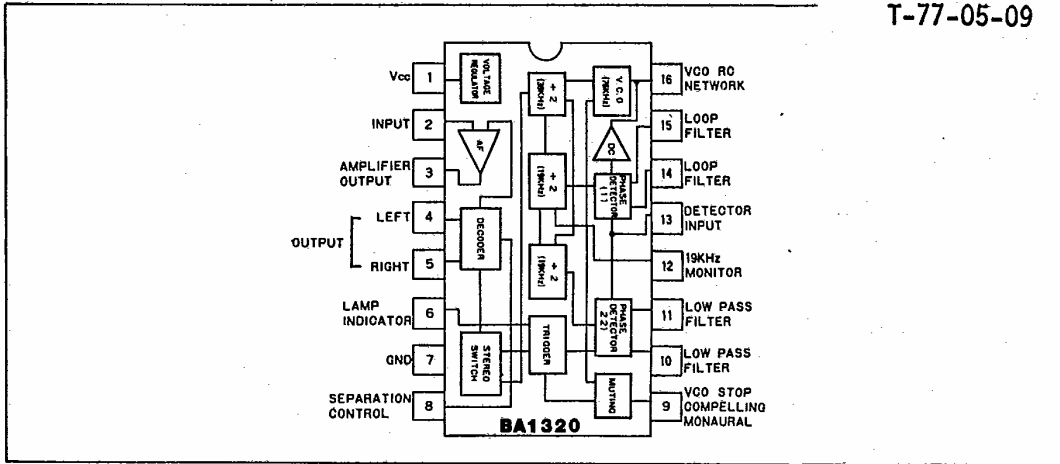 T-77-05-09
Vcc 1
INPUT 2
AMPLIFIER
OUTPUT 3
LEFT 4
OUTPUT
RIGHT 5
LAMP
INDICATOR 6
GND 7
SEPARATION
CONTROL 8
VOLTAGE
REGULATOR
AF
DECODER
STEREO
SWITCH
÷ 2
(38KHz)
÷ 2
(19KHz)
÷ 2
(19KHz)
TRIGGER
V.C.O
(76KHz)
DC
PHASE
DETECTOR
(1)
PHASE
DETECTOR
2 2)
MUTING
16 VCO RC
NETWORK
15 LOOP
FILTER
14 LOOP
FILTER
13 DETECTOR
INPUT
12 19KHz
MONITOR
11 LOW PASS
FILTER
10 LOW PASS
FILTER
9 VCO STOP
COMPELLING
MONAURAL
BA1320